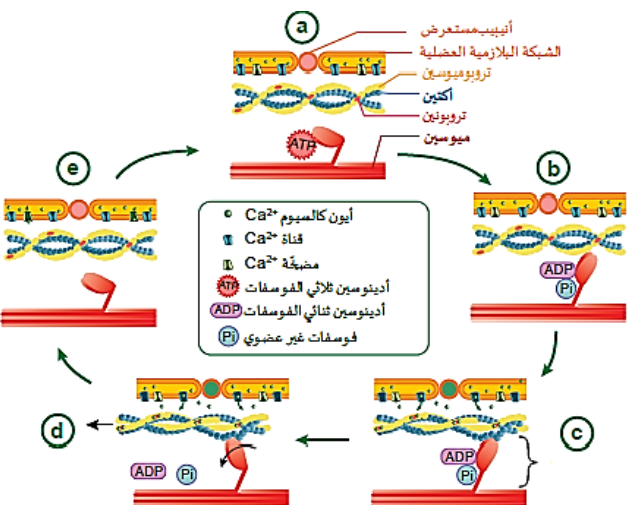 a
أنيبيب مستعرض
الشبكة البلازمية العضلية
تروبوميوسين
أكتين
تروبونين
ميوسين
ATP
e
b
أيون كالسيوم Ca2+
قناة Ca2+
مضخّة Ca2+
أدينوسين ثلاثي الفوسفات ATP
أدينوسين ثنائي الفوسفات ADP
فوسفات غير عضوي Pi
ADP
Pi
d
c
ADP
Pi
ADP
Pi